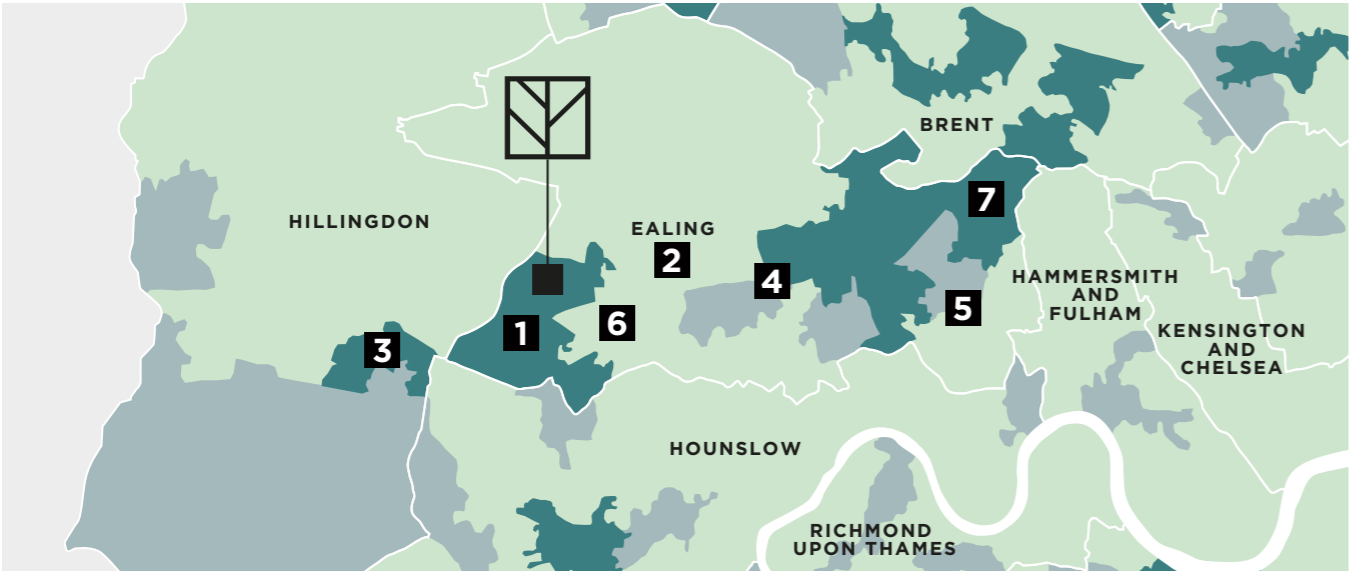 BRENT
7
HILLINGDON
EALING
2
4
HAMMERSMITH
AND
FULHAM
5
1
6
3
KENSINGTON
AND
CHELSEA
HOUNSLOW
RICHMOND
UPON THAMES